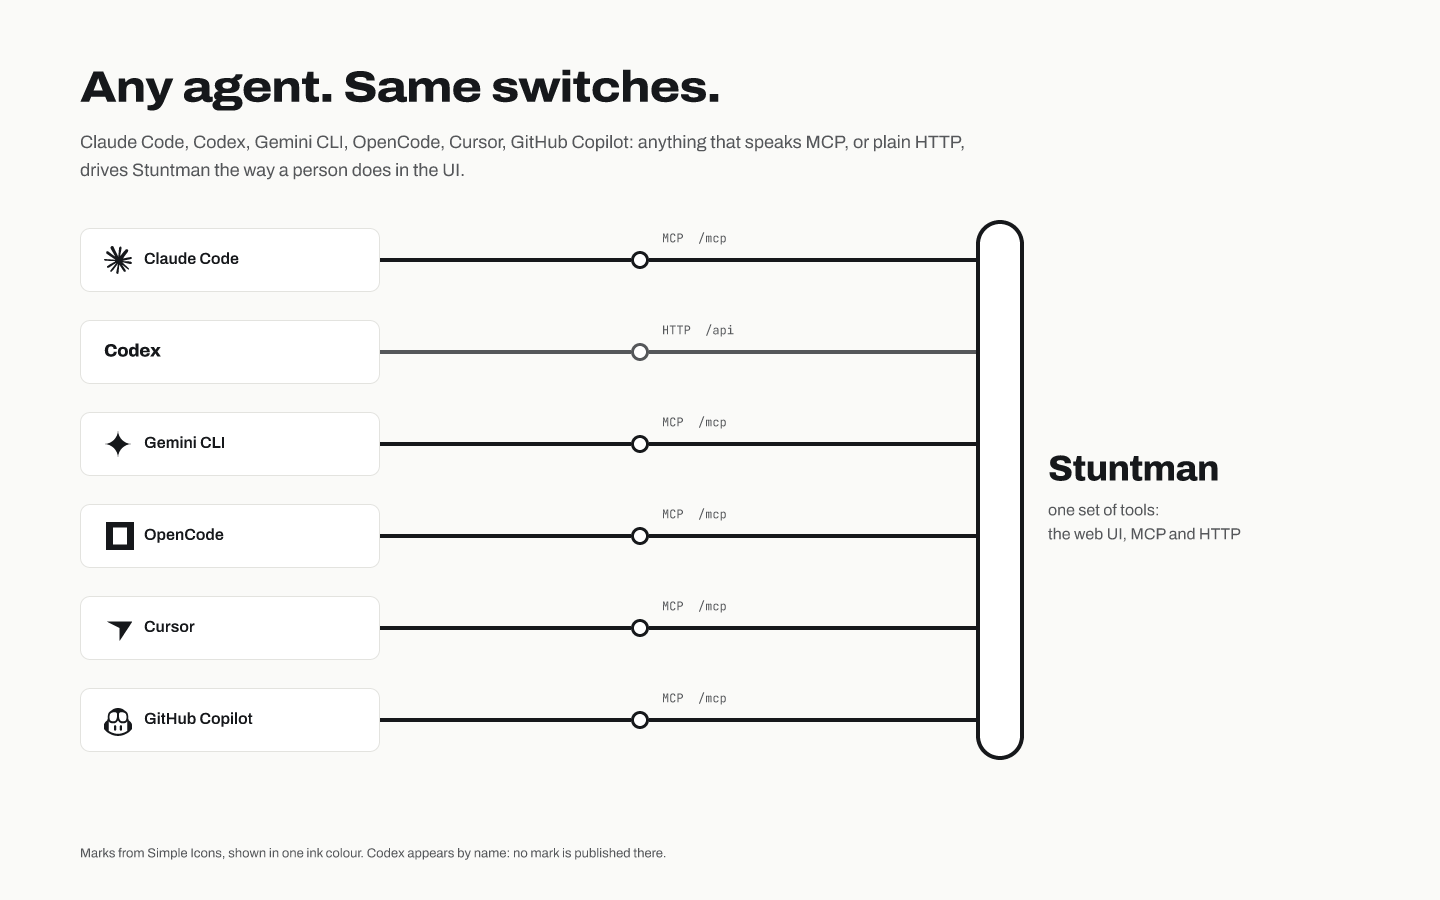 Any agent. Same switches.
Claude Code, Codex, Gemini CLI, OpenCode, Cursor, GitHub Copilot: anything that speaks MCP, or plain HTTP,
drives Stuntman the way a person does in the UI.
Claude Code
MCP /mcp
Codex
HTTP /api
Gemini CLI
MCP /mcp
OpenCode
MCP /mcp
Cursor
MCP /mcp
GitHub Copilot
MCP /mcp
Stuntman
one set of tools:
the web UI, MCP and HTTP
Marks from Simple Icons, shown in one ink colour. Codex appears by name: no mark is published there.